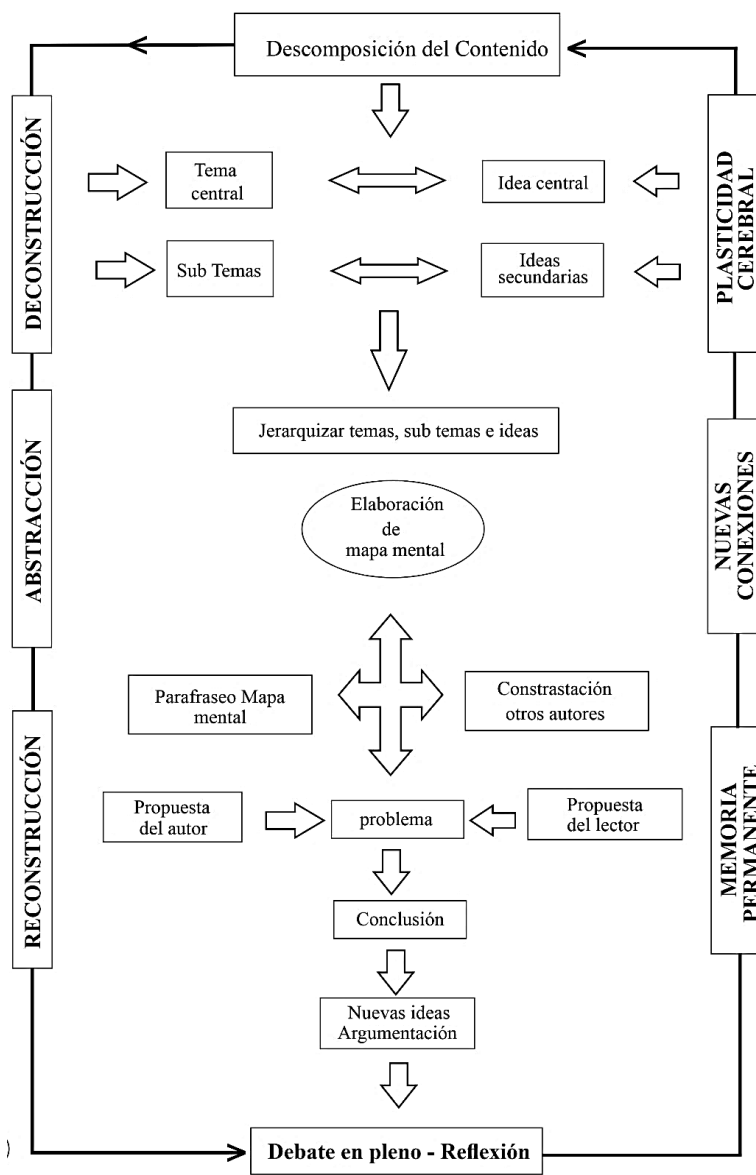 Descomposición del Contenido
DECONSTRUCCIÓN
Tema
central
Idea central
PLASTICIDAD
CEREBRAL
Sub Temas
Ideas
secundarias
Jerarquizar temas, sub temas e ideas
ABSTRACCIÓN
Elaboración
de
mapa mental
NUEVAS
CONEXIONES
Parafraseo Mapa
mental
Constrastación
otros autores
RECONSTRUCCIÓN
Propuesta
del autor
problema
Propuesta
del lector
MEMORIA
PERMANENTE
Conclusión
Nuevas ideas
Argumentación
)
Debate en pleno - Reflexión